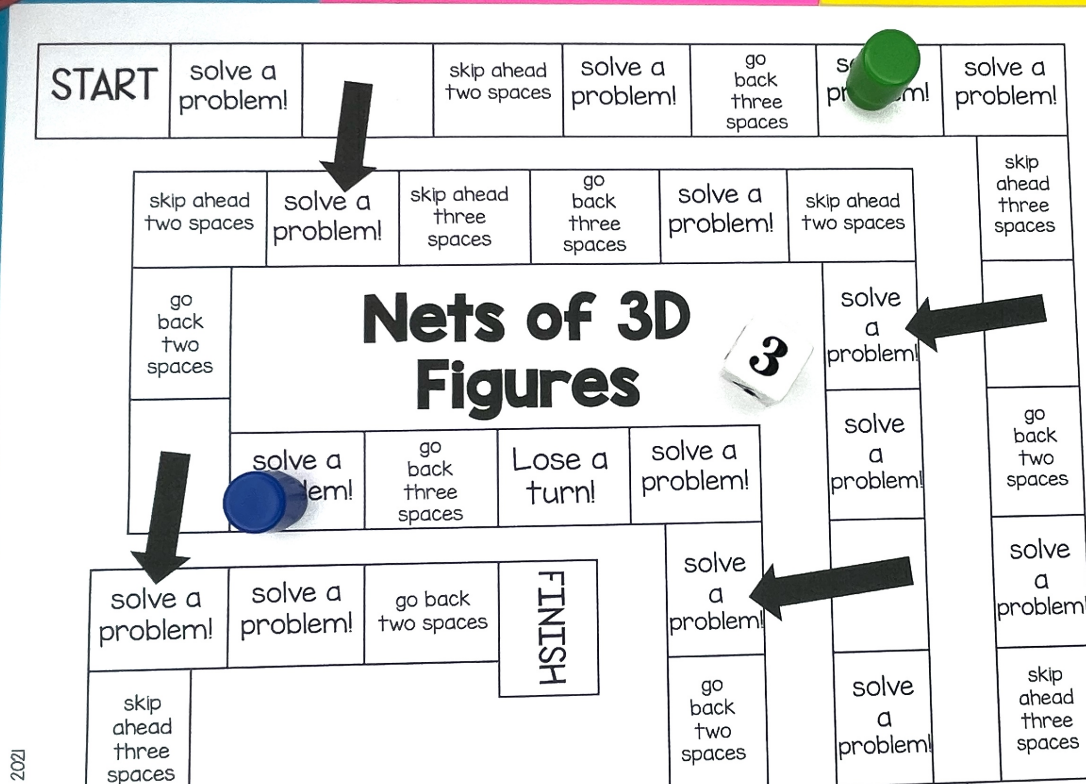 START
solve a
problem!
skip ahead
two spaces
solve a
problem!
go
back
three
spaces
solve a
problem!
skip
ahead
three
spaces
go
back
two
spaces
solve
a
problem!
skip
ahead
three
spaces
skip ahead
two spaces
solve a
problem!
skip ahead
three
spaces
go
back
three
spaces
solve a
problem!
skip ahead
two spaces
go
back
two
spaces
solve
a
problem!
solve
a
problem!
solve
a
problem!
Nets of 3D
Figures
3
solve a
go
back
three
spaces
Lose a
turn!
solve a
problem!
solve
a
problem!
go
back
two
spaces
solve a
problem!
solve a
problem!
go back
two spaces
FINISH
skip
ahead
three
spaces
2021